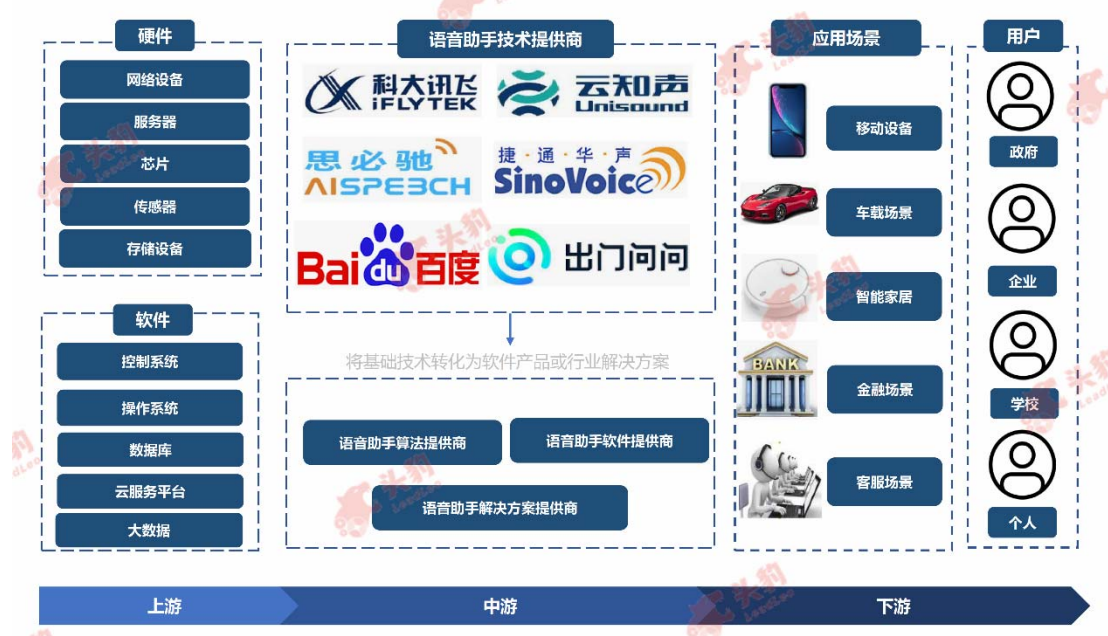 硬件
网络设备
服务器
芯片
传感器
存储设备
软件
控制系统
操作系统
数据库
云服务平台
大数据
语音助手技术提供商
科大讯飞
iFLYTEK
云知声
Unisound
思必驰
AISPEECH
捷·通·华·声
SinoVoice
Bai du 百度
出门问问
将基础技术转化为软件产品或行业解决方案
语音助手算法提供商
语音助手软件提供商
语音助手解决方案提供商
应用场景
移动设备
车载场景
智能家居
BANK
金融场景
客服场景
用户
政府
企业
学校
个人
上游
中游
下游
头豹
LeadLeo